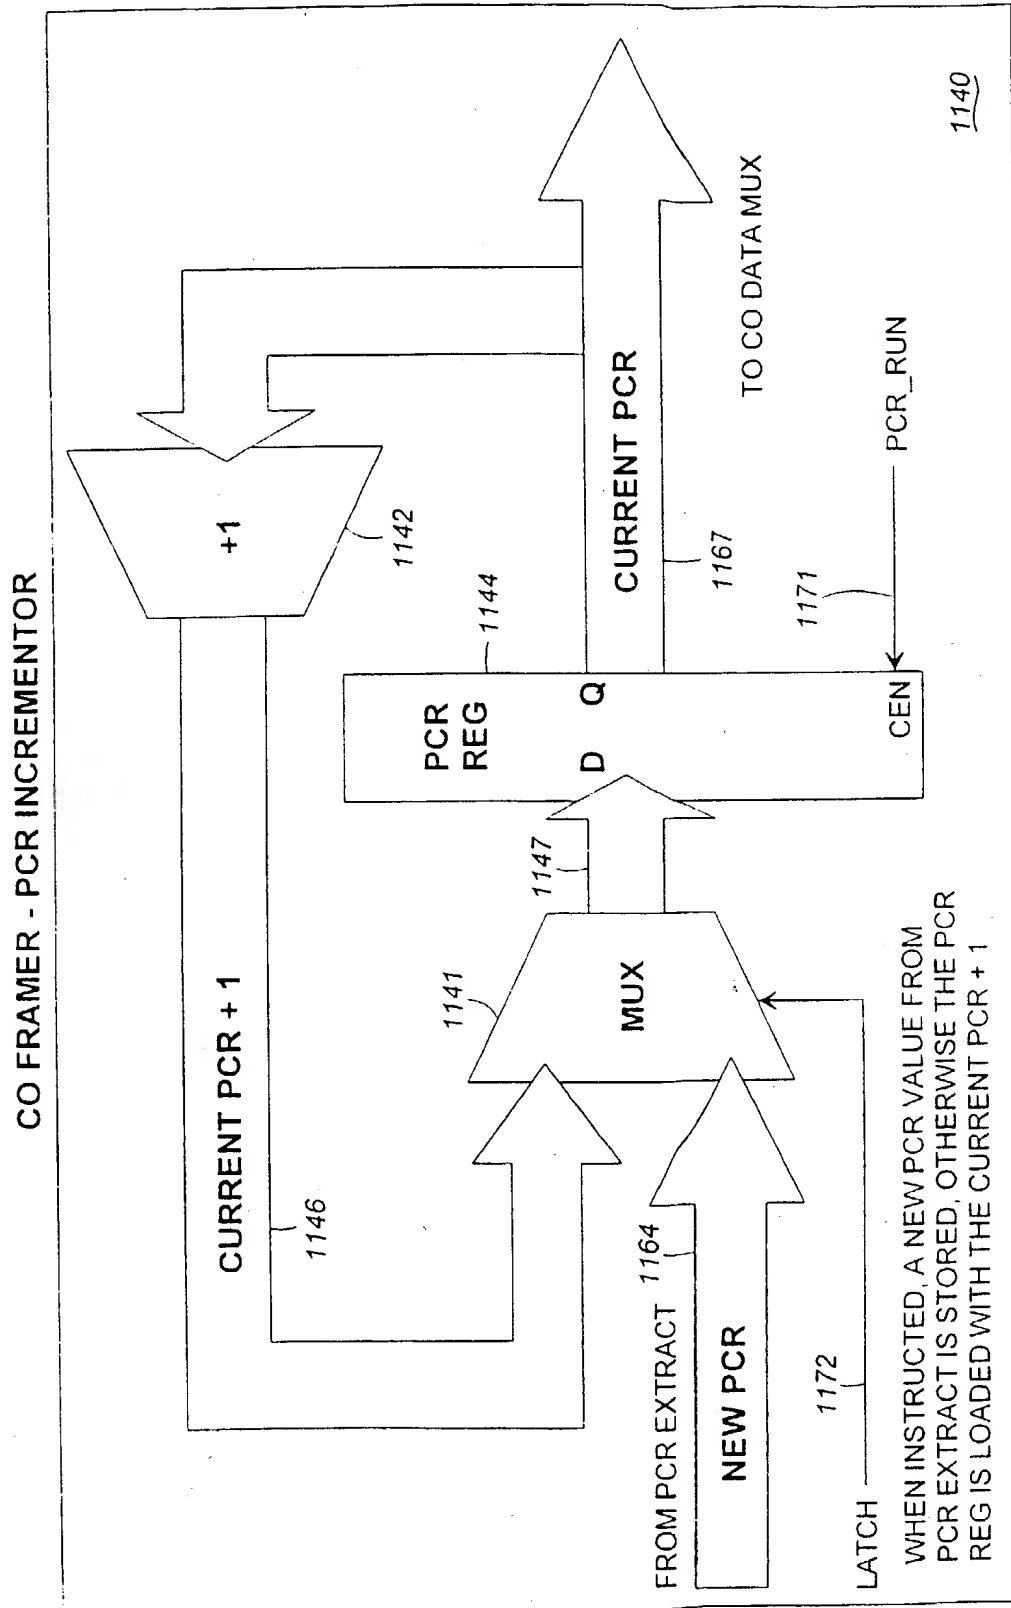 CO FRAMER - PCR INCREMENTOR
CURRENT PCR + 1
1146
+1
1142
FROM PCR EXTRACT
1164
NEW PCR
LATCH
1172
1141
MUX
1147
PCR
REG
1144
D
Q
CEN
CURRENT PCR
1167
1171
PCR_RUN
TO CO DATA MUX
WHEN INSTRUCTED, A NEW PCR VALUE FROM
PCR EXTRACT IS STORED, OTHERWISE THE PCR
REG IS LOADED WITH THE CURRENT PCR + 1
1140